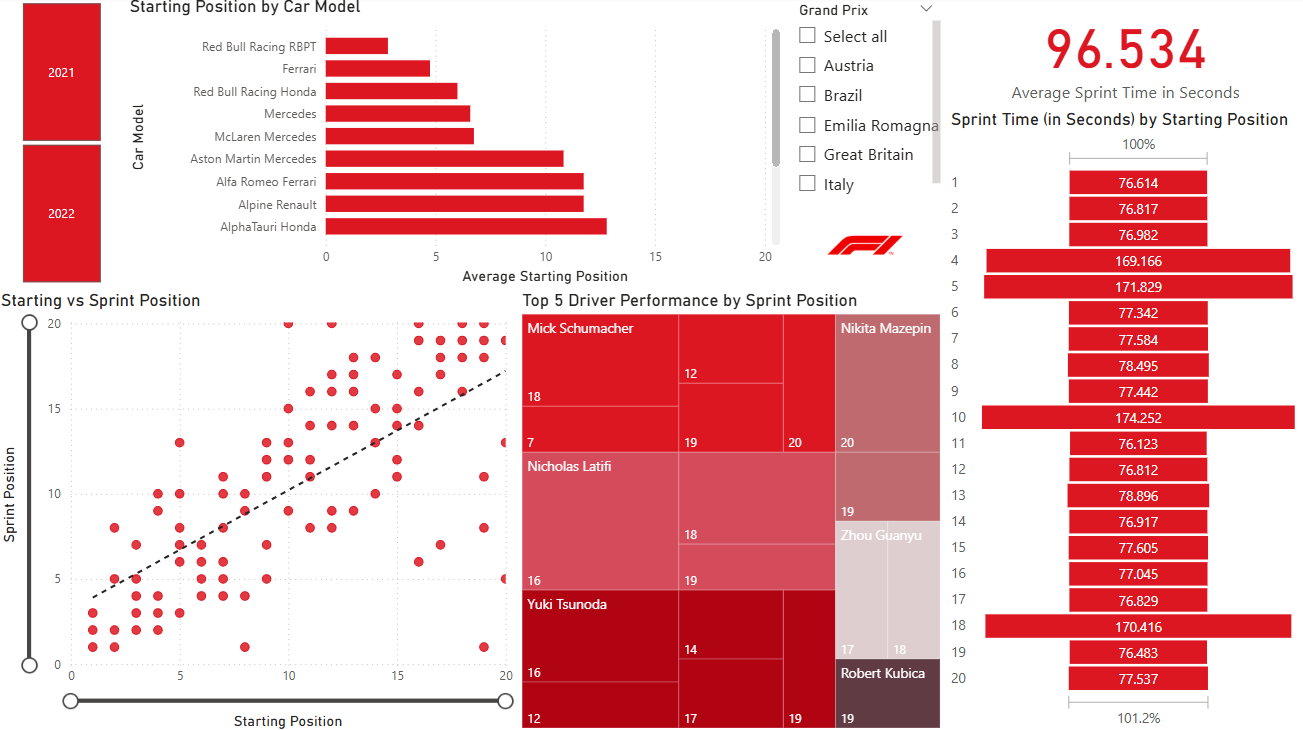 2021
2022
Starting Position by Car Model
Car Model
Red Bull Racing RBPT
Ferrari
Red Bull Racing Honda
Mercedes
McLaren Mercedes
Aston Martin Mercedes
Alfa Romeo Ferrari
Alpine Renault
AlphaTauri Honda
0 5 10 15 20
Average Starting Position
Grand Prix
Select all
Austria
Brazil
Emilia Romagna
Great Britain
Italy
F1
96.534
Average Sprint Time in Seconds
Sprint Time (in Seconds) by Starting Position
100%
1 76.614
2 76.817
3 76.982
4 169.166
5 171.829
6 77.342
7 77.584
8 78.495
9 77.442
10 174.252
11 76.123
12 76.812
13 78.896
14 76.917
15 77.605
16 77.045
17 76.829
18 170.416
19 76.483
20 77.537
101.2%
Starting vs Sprint Position
Sprint Position
20
15
10
5
0
0 5 10 15 20
Starting Position
Top 5 Driver Performance by Sprint Position
Mick Schumacher
18
7
12
19
20
Nikita Mazepin
20
19
Nicholas Latifi
16
18
19
Zhou Guanyu
17 18
Yuki Tsunoda
16
12
14
17
19
Robert Kubica
19